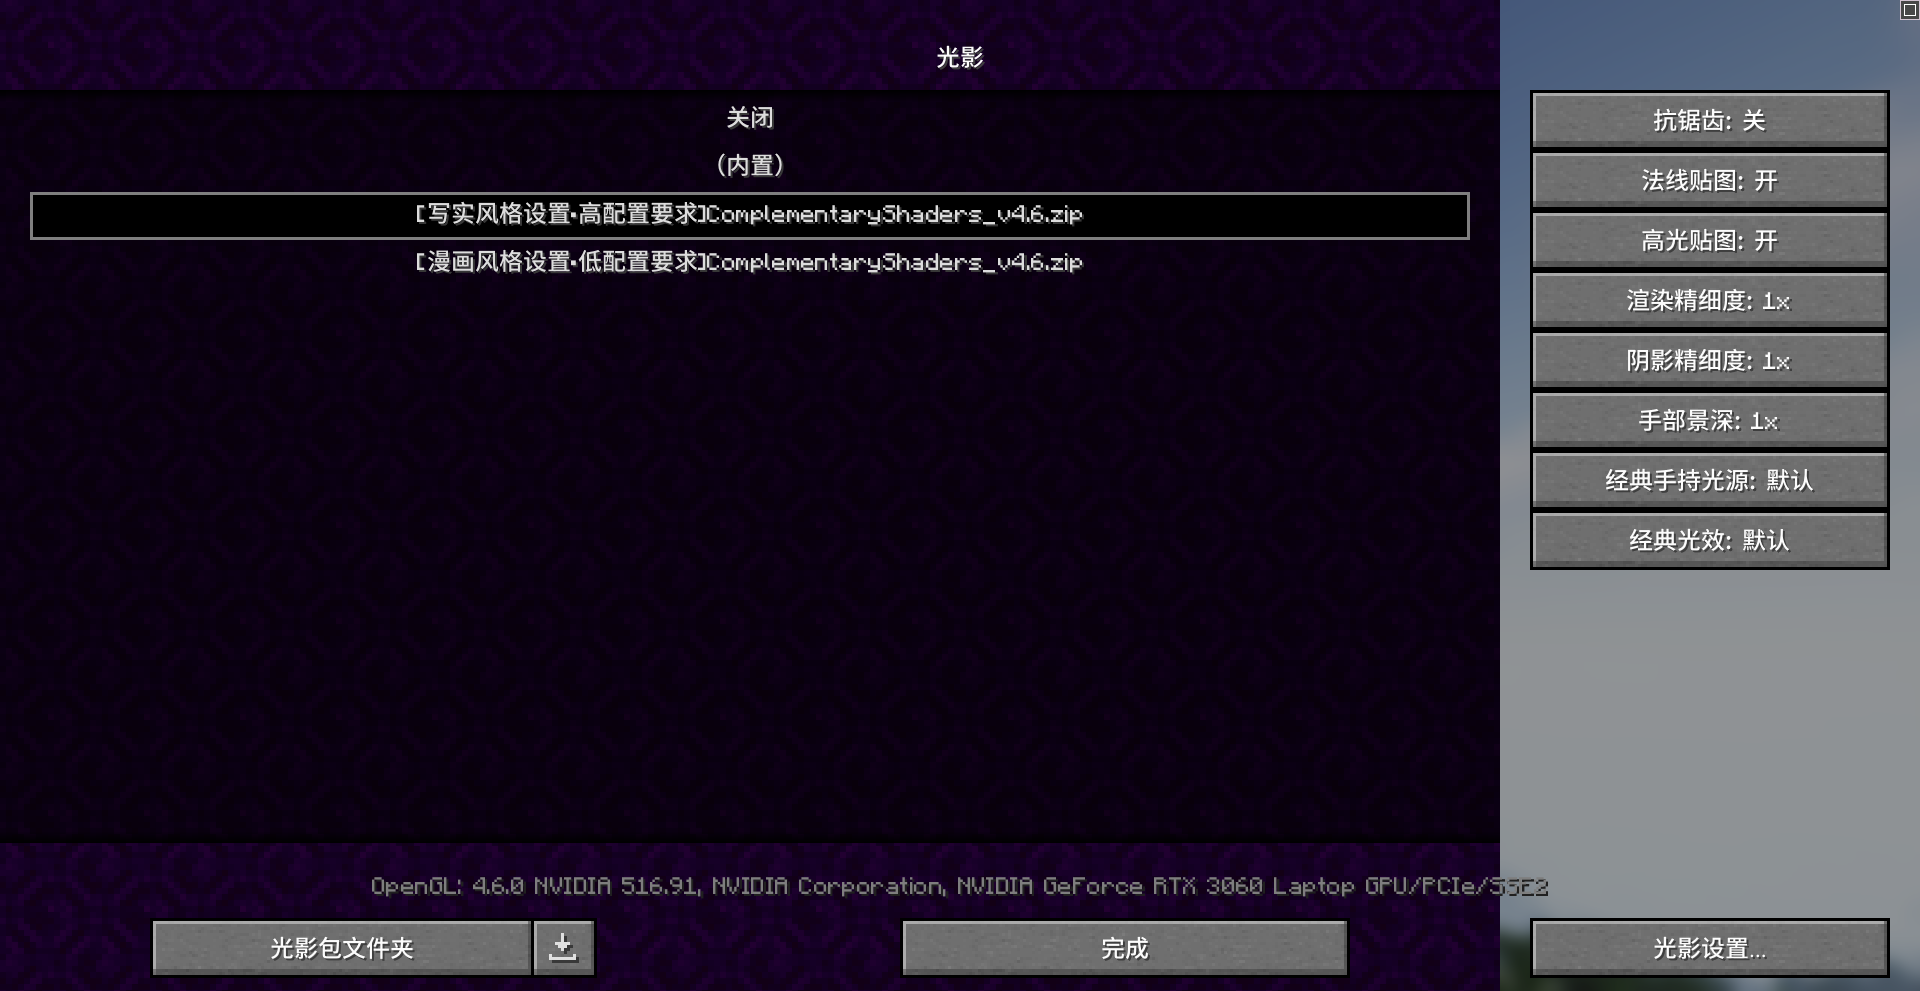 光影
关闭
（内置）
[写实风格设置·高配置要求]ComplementaryShaders_v4.6.zip
[漫画风格设置·低配置要求]ComplementaryShaders_v4.6.zip
抗锯齿: 关
法线贴图: 开
高光贴图: 开
渲染精细度: 1x
阴影精细度: 1x
手部景深: 1x
经典手持光源: 默认
经典光效: 默认
OpenGL: 4.6.0 NVIDIA 516.91, NVIDIA Corporation, NVIDIA GeForce RTX 3060 Laptop GPU/PCIe/SSE2
光影包文件夹
完成
光影设置...